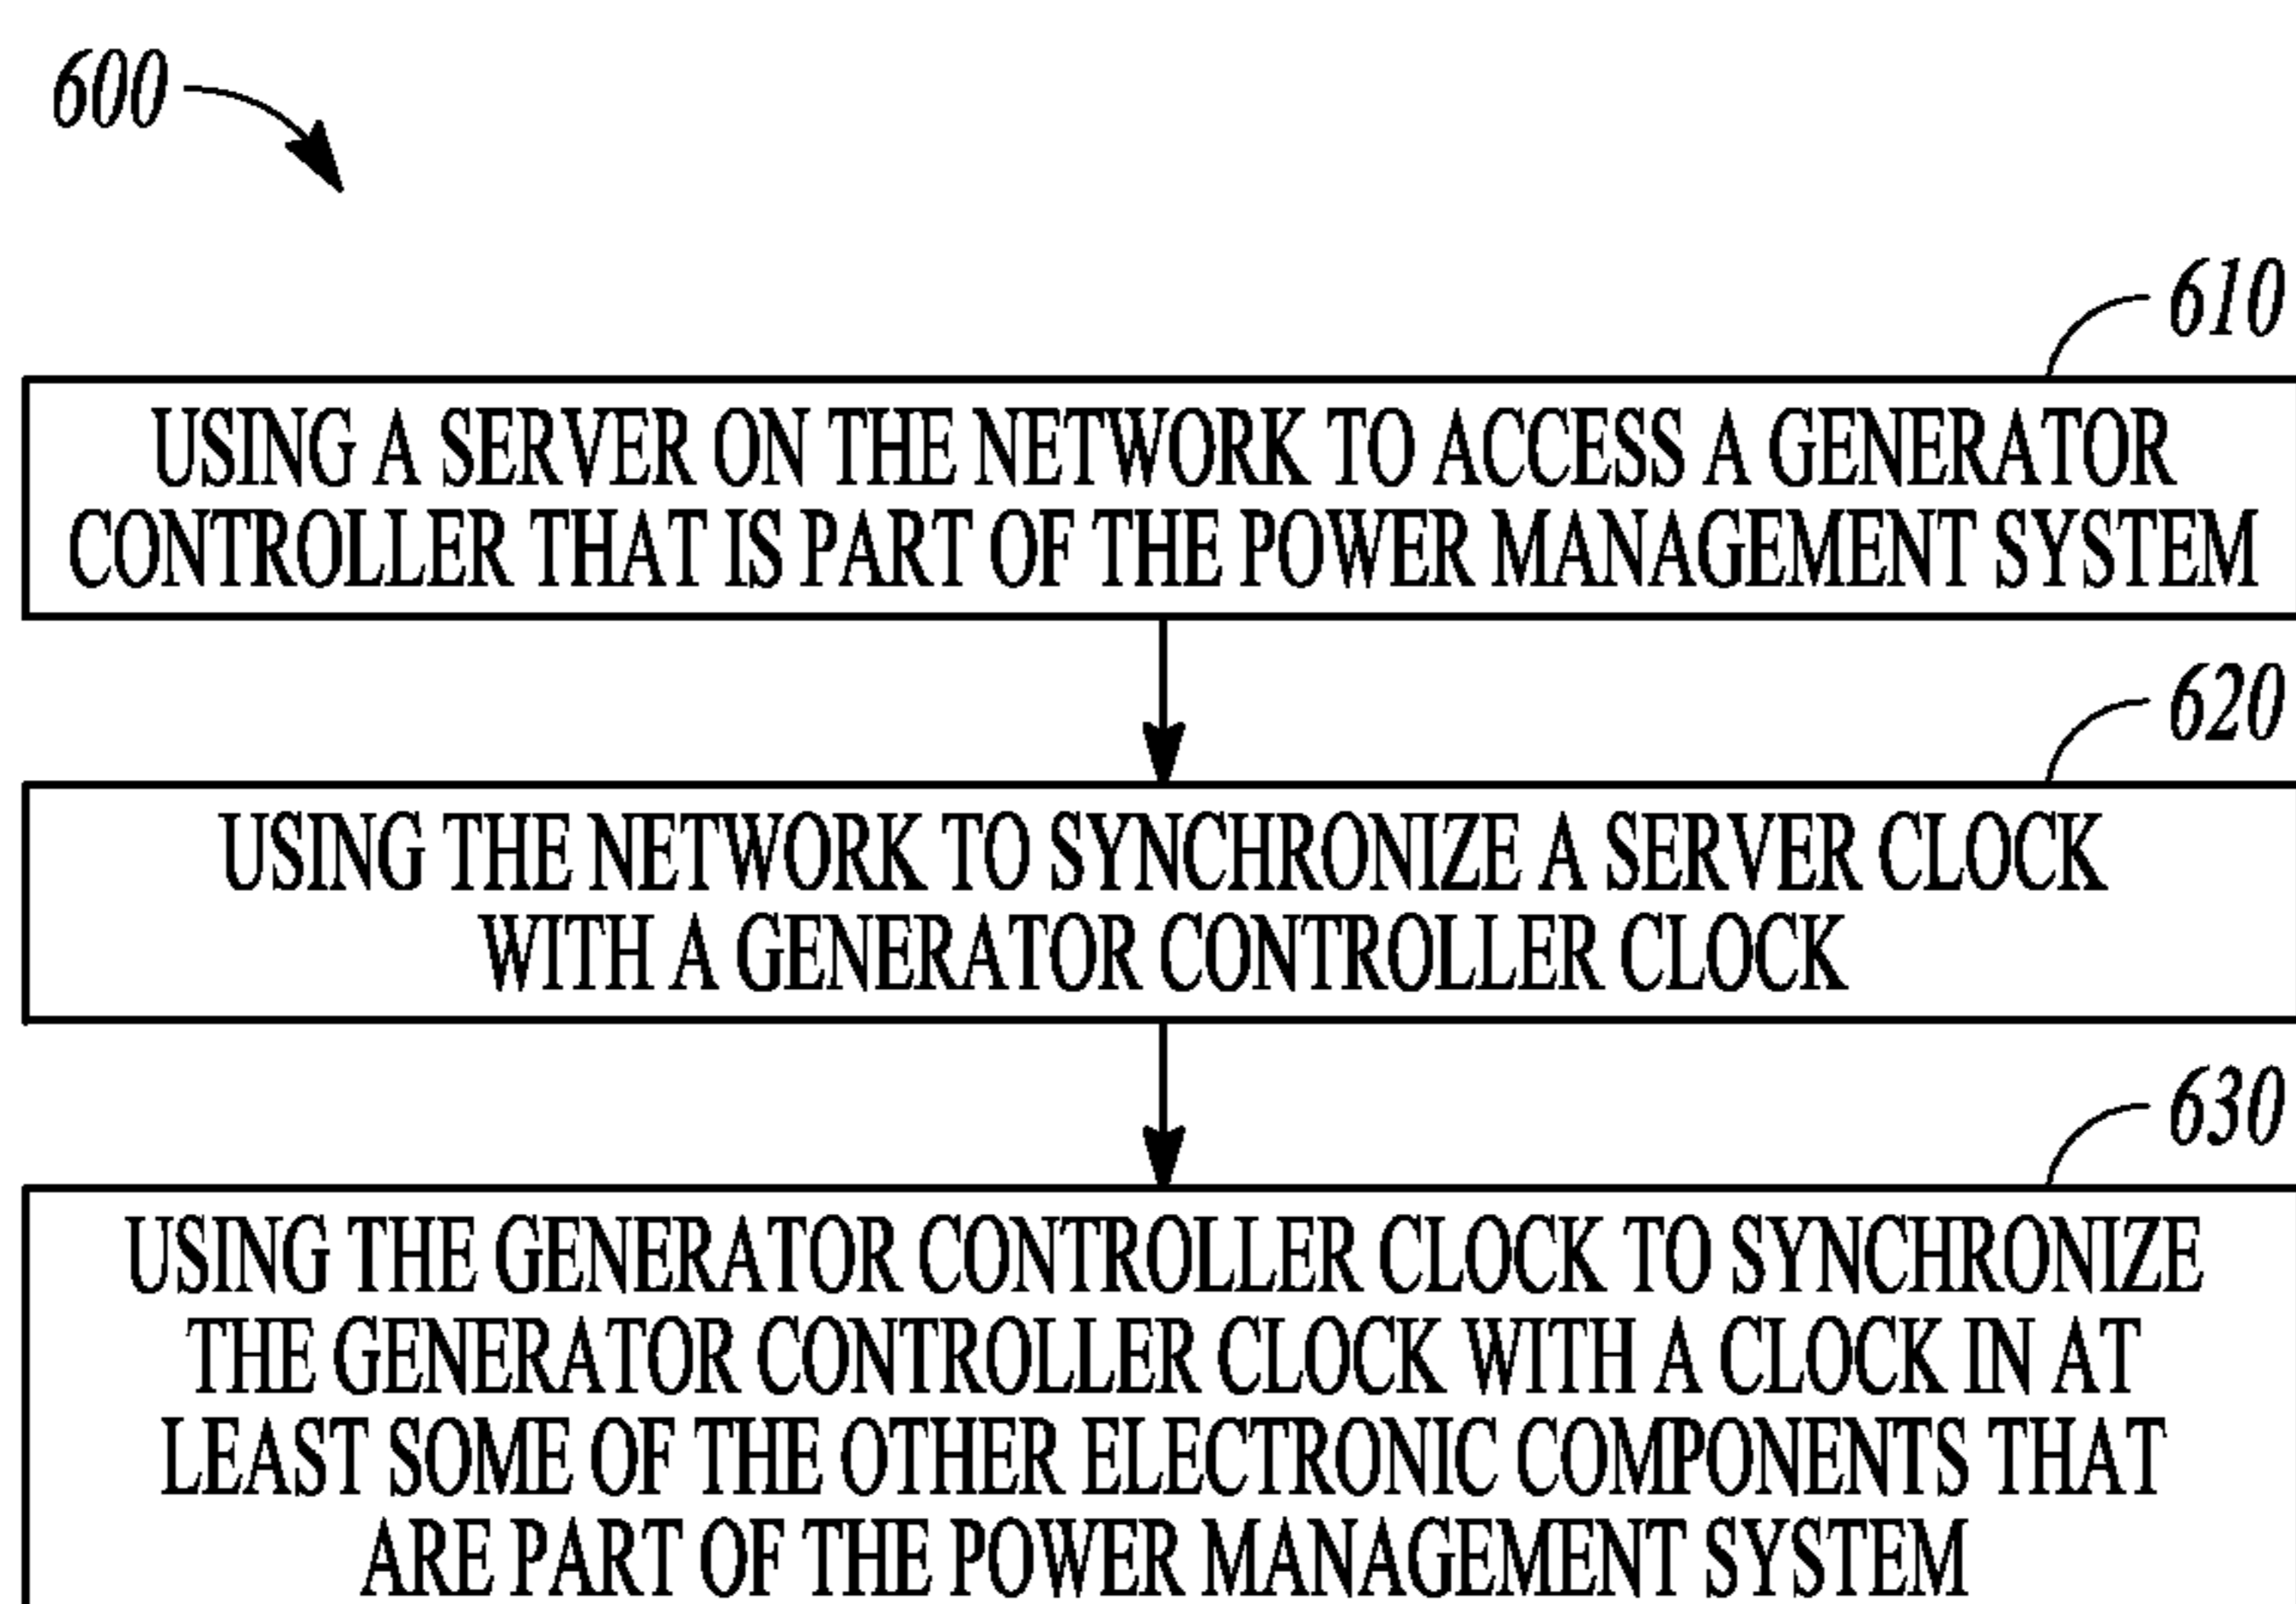 600
610
USING A SERVER ON THE NETWORK TO ACCESS A GENERATOR
CONTROLLER THAT IS PART OF THE POWER MANAGEMENT SYSTEM
620
USING THE NETWORK TO SYNCHRONIZE A SERVER CLOCK
WITH A GENERATOR CONTROLLER CLOCK
630
USING THE GENERATOR CONTROLLER CLOCK TO SYNCHRONIZE
THE GENERATOR CONTROLLER CLOCK WITH A CLOCK IN AT
LEAST SOME OF THE OTHER ELECTRONIC COMPONENTS THAT
ARE PART OF THE POWER MANAGEMENT SYSTEM